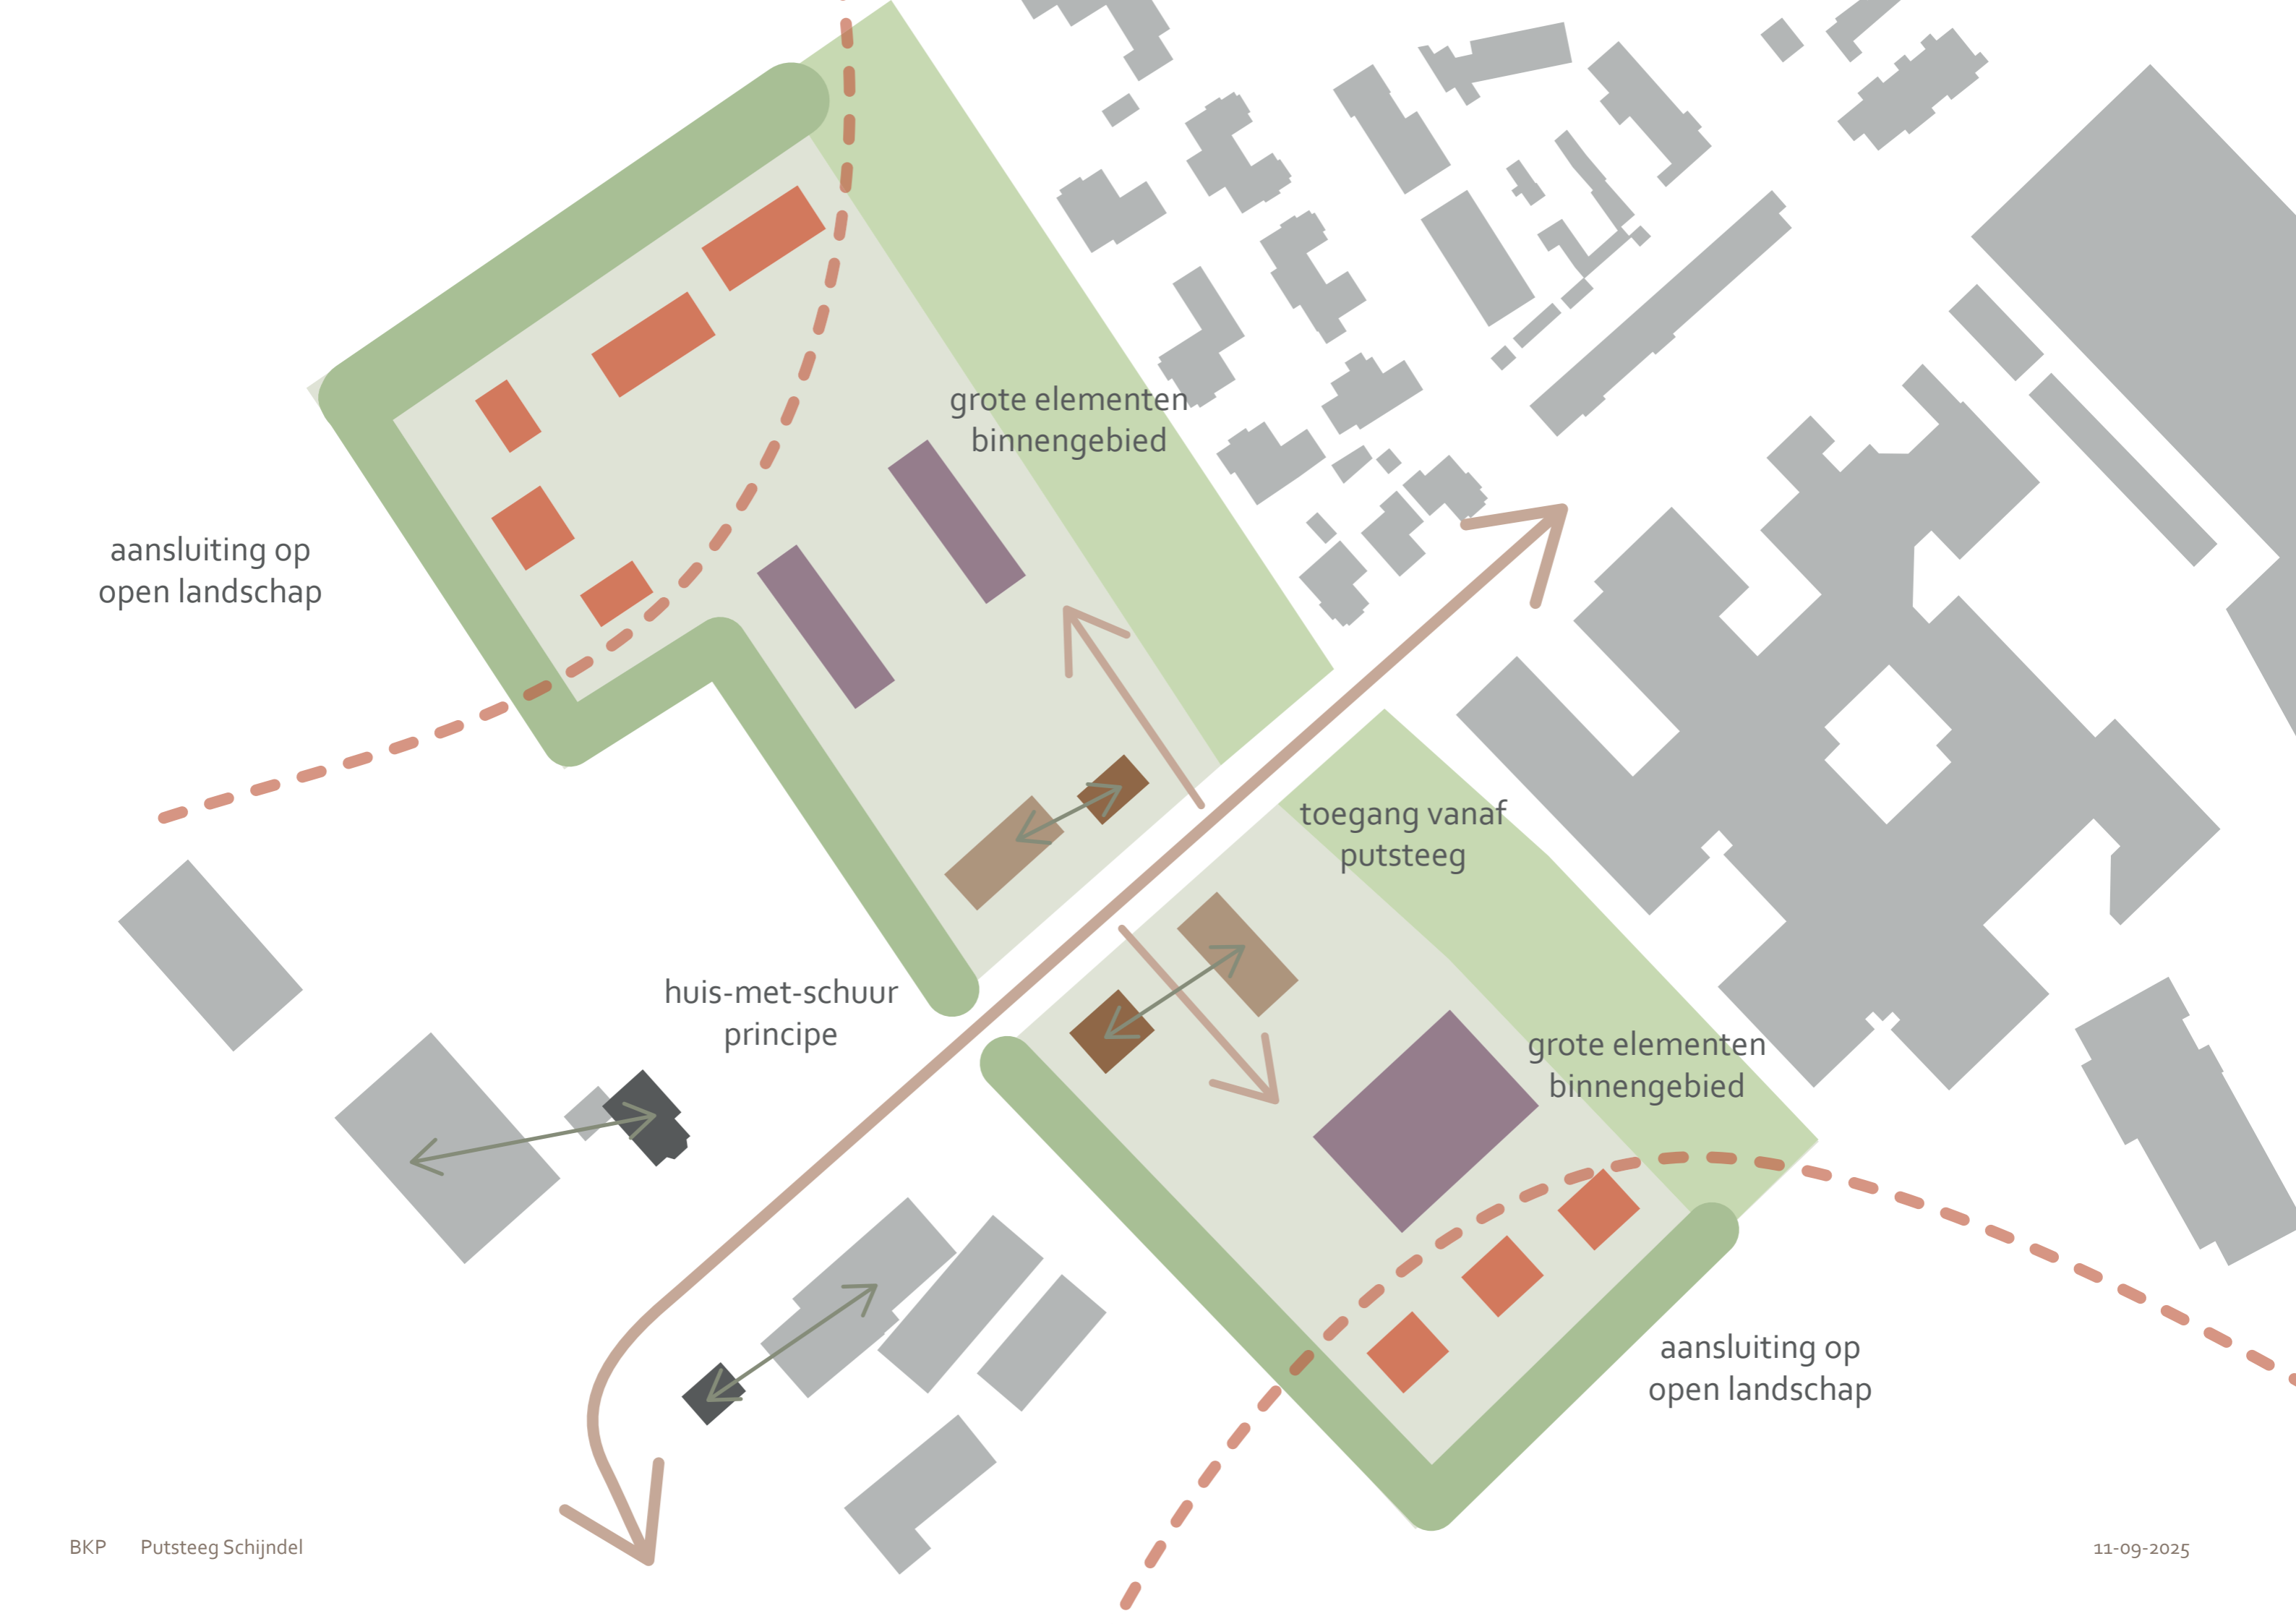 grote elementen
binnengebied
aansluiting op
open landschap
toegang vanaf
putsteeg
huis-met-schuur
principe
grote elementen
binnengebied
aansluiting op
open landschap
BKP Putsteeg Schijndel
11-09-2025